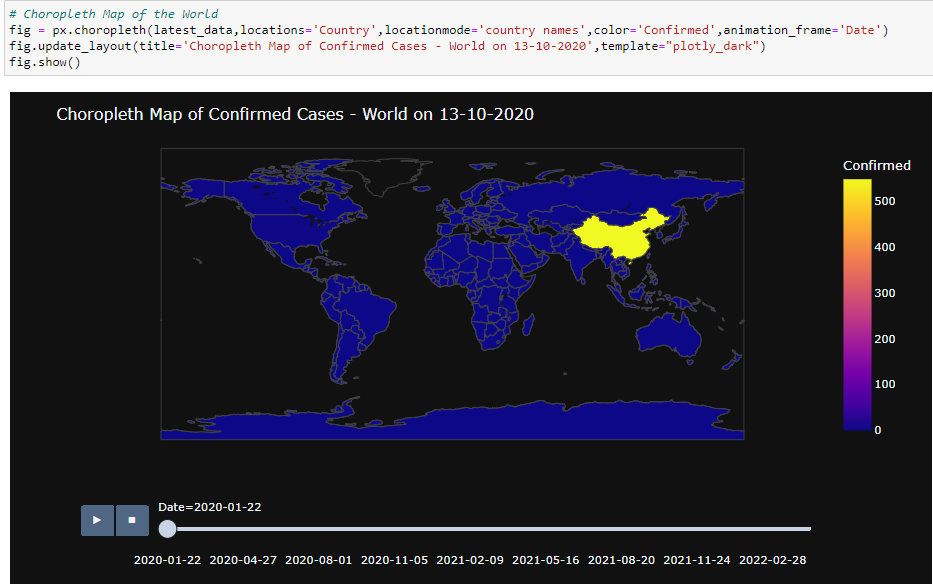 # Choropleth Map of the World
fig = px.choropleth(latest_data,locations='Country',locationmode='country names',color='Confirmed',animation_frame='Date')
fig.update_layout(title='Choropleth Map of Confirmed Cases - World on 13-10-2020',template="plotly_dark")
fig.show()
Choropleth Map of Confirmed Cases - World on 13-10-2020
Confirmed
500
400
300
200
100
0
Date=2020-01-22
2020-01-22 2020-04-27 2020-08-01 2020-11-05 2021-02-09 2021-05-16 2021-08-20 2021-11-24 2022-02-28